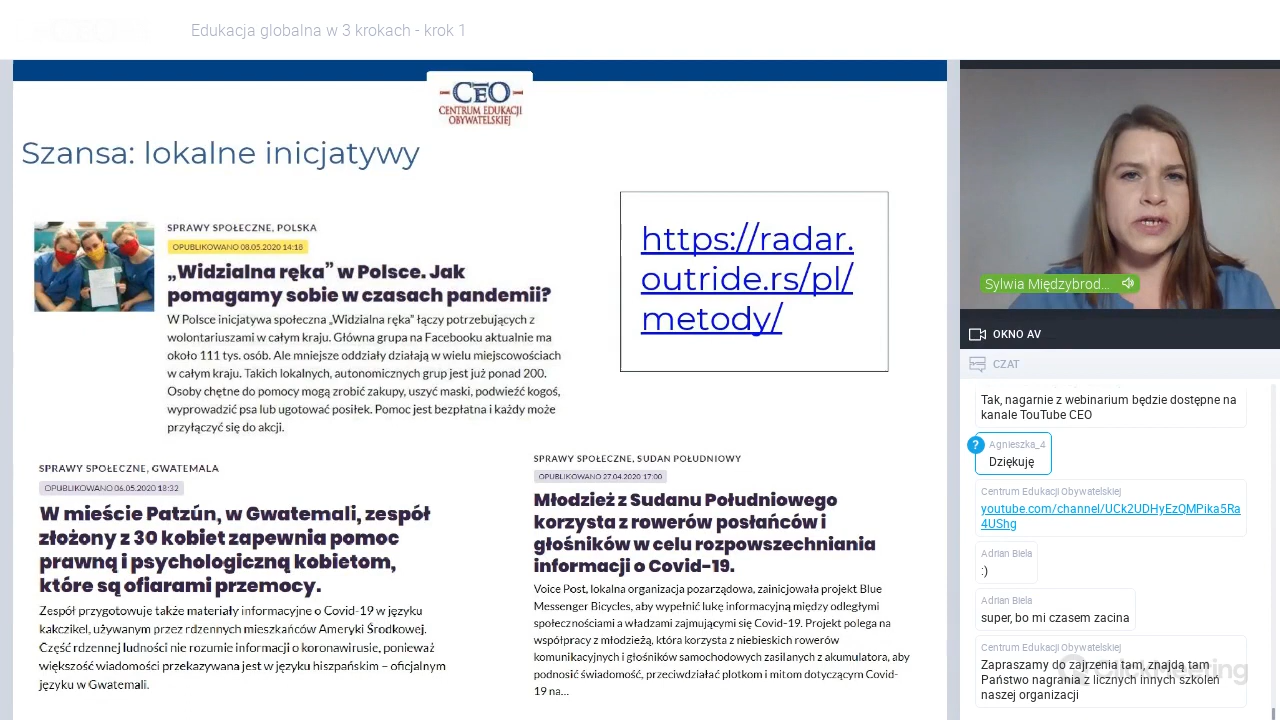 Edukacja globalna w 3 krokach - krok 1
CEO
CENTRUM EDUKACJI
OBYWATELSKIEJ
Szansa: lokalne inicjatywy
SPRAWY SPOŁECZNE, POLSKA
OPUBLIKOWANO 08.05.2020 14:18
„Widzialna ręka” w Polsce. Jak
pomagamy sobie w czasach pandemii?
W Polsce inicjatywa społeczna „Widzialna ręka” łączy potrzebujących z
wolontariuszami w całym kraju. Główna grupa na Facebooku aktualnie ma
około 111 tys. osób. Ale mniejsze oddziały działają w wielu miejscowościach
w całym kraju. Takich lokalnych, autonomicznych grup jest już ponad 200.
Osoby chętne do pomocy mogą zrobić zakupy, uszyć maski, podwieźć kogoś,
wyprowadzić psa lub ugotować posiłek. Pomoc jest bezpłatna i każdy może
przyłączyć się do akcji.
https://radar.
outride.rs/pl/
metody/
SPRAWY SPOŁECZNE, GWATEMALA
OPUBLIKOWANO 06.05.2020 18:32
W mieście Patzún, w Gwatemali, zespół
złożony z 30 kobiet zapewnia pomoc
prawną i psychologiczną kobietom,
które są ofiarami przemocy.
Zespół przygotowuje także materiały informacyjne o Covid-19 w języku
kakczikel, używanym przez rdzennych mieszkańców Ameryki Środkowej.
Część rdzennej ludności nie rozumie informacji o koronawirusie, ponieważ
większość wiadomości przekazywana jest w języku hiszpańskim – oficjalnym
języku w Gwatemali.
SPRAWY SPOŁECZNE, SUDAN POŁUDNIOWY
OPUBLIKOWANO 27.04.2020 17:00
Młodzież z Sudanu Południowego
korzysta z rowerów posłańców i
głośników w celu rozpowszechniania
informacji o Covid-19.
Voice Post, lokalna organizacja pozarządowa, zainicjowała projekt Blue
Messenger Bicycles, aby wypełnić lukę informacyjną między odległymi
społecznościami a władzami zajmującymi się Covid-19. Projekt polega na
współpracy z młodzieżą, która korzysta z niebieskich rowerów
komunikacyjnych i głośników samochodowych zasilanych z akumulatora, aby
podnosić świadomość, przeciwdziałać plotkom i mitom dotyczącym Covid-
19 na...
Sylwia Międzybrod...
OKNO AV
CZAT
Tak, nagarnie z webinarium będzie dostępne na
kanale TouTube CEO
?
Agnieszka_4
Dziękuję
Centrum Edukacji Obywatelskiej
youtube.com/channel/UCk2UDHyEzQMPika5Ra
4UShg
Adrian Biela
:)
Adrian Biela
super, bo mi czasem zacina
Centrum Edukacji Obywatelskiej
Zapraszamy do zajrzenia tam, znajdą tam
Państwo nagrania z licznych innych szkoleń
naszej organizacji
ClickMeeting